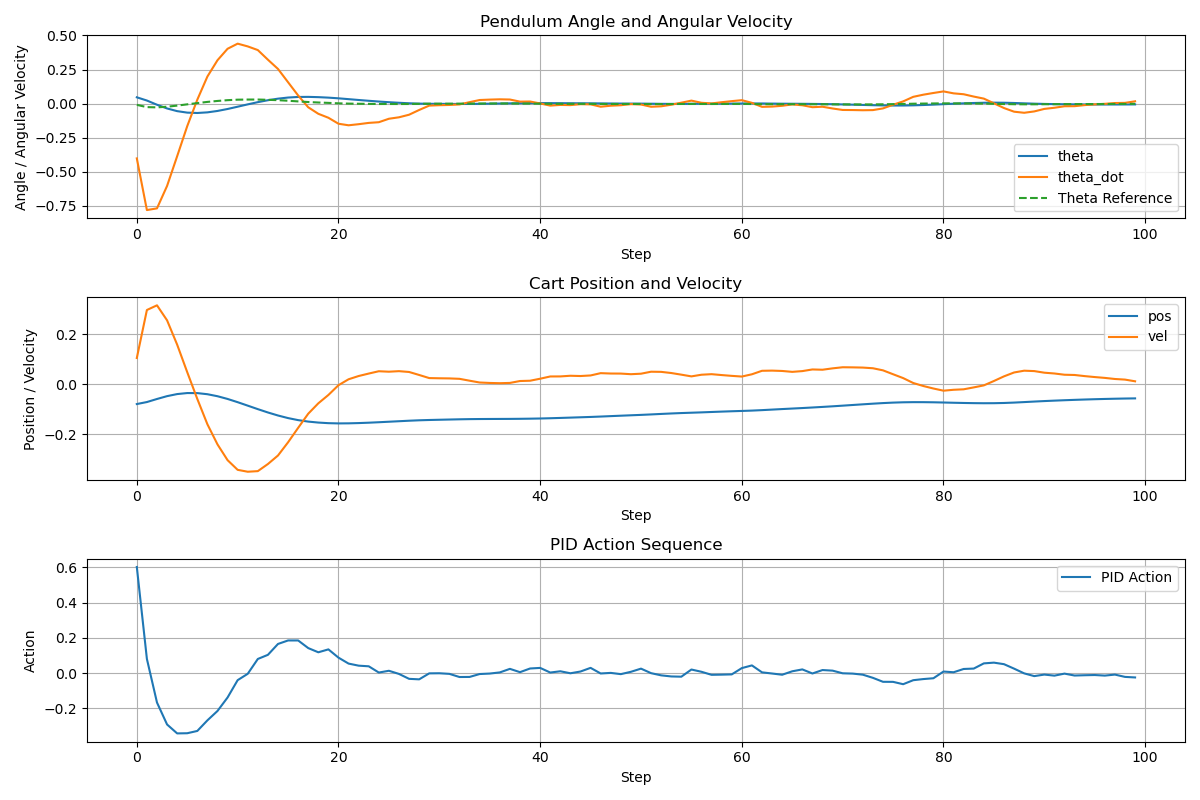 Pendulum Angle and Angular Velocity
Angle / Angular Velocity
0.50
0.25
0.00
−0.25
−0.50
−0.75
theta
theta_dot
Theta Reference
0 20 40 60 80 100
Step
Cart Position and Velocity
Position / Velocity
0.2
0.0
−0.2
pos
vel
0 20 40 60 80 100
Step
PID Action Sequence
Action
0.6
0.4
0.2
0.0
−0.2
PID Action
0 20 40 60 80 100
Step